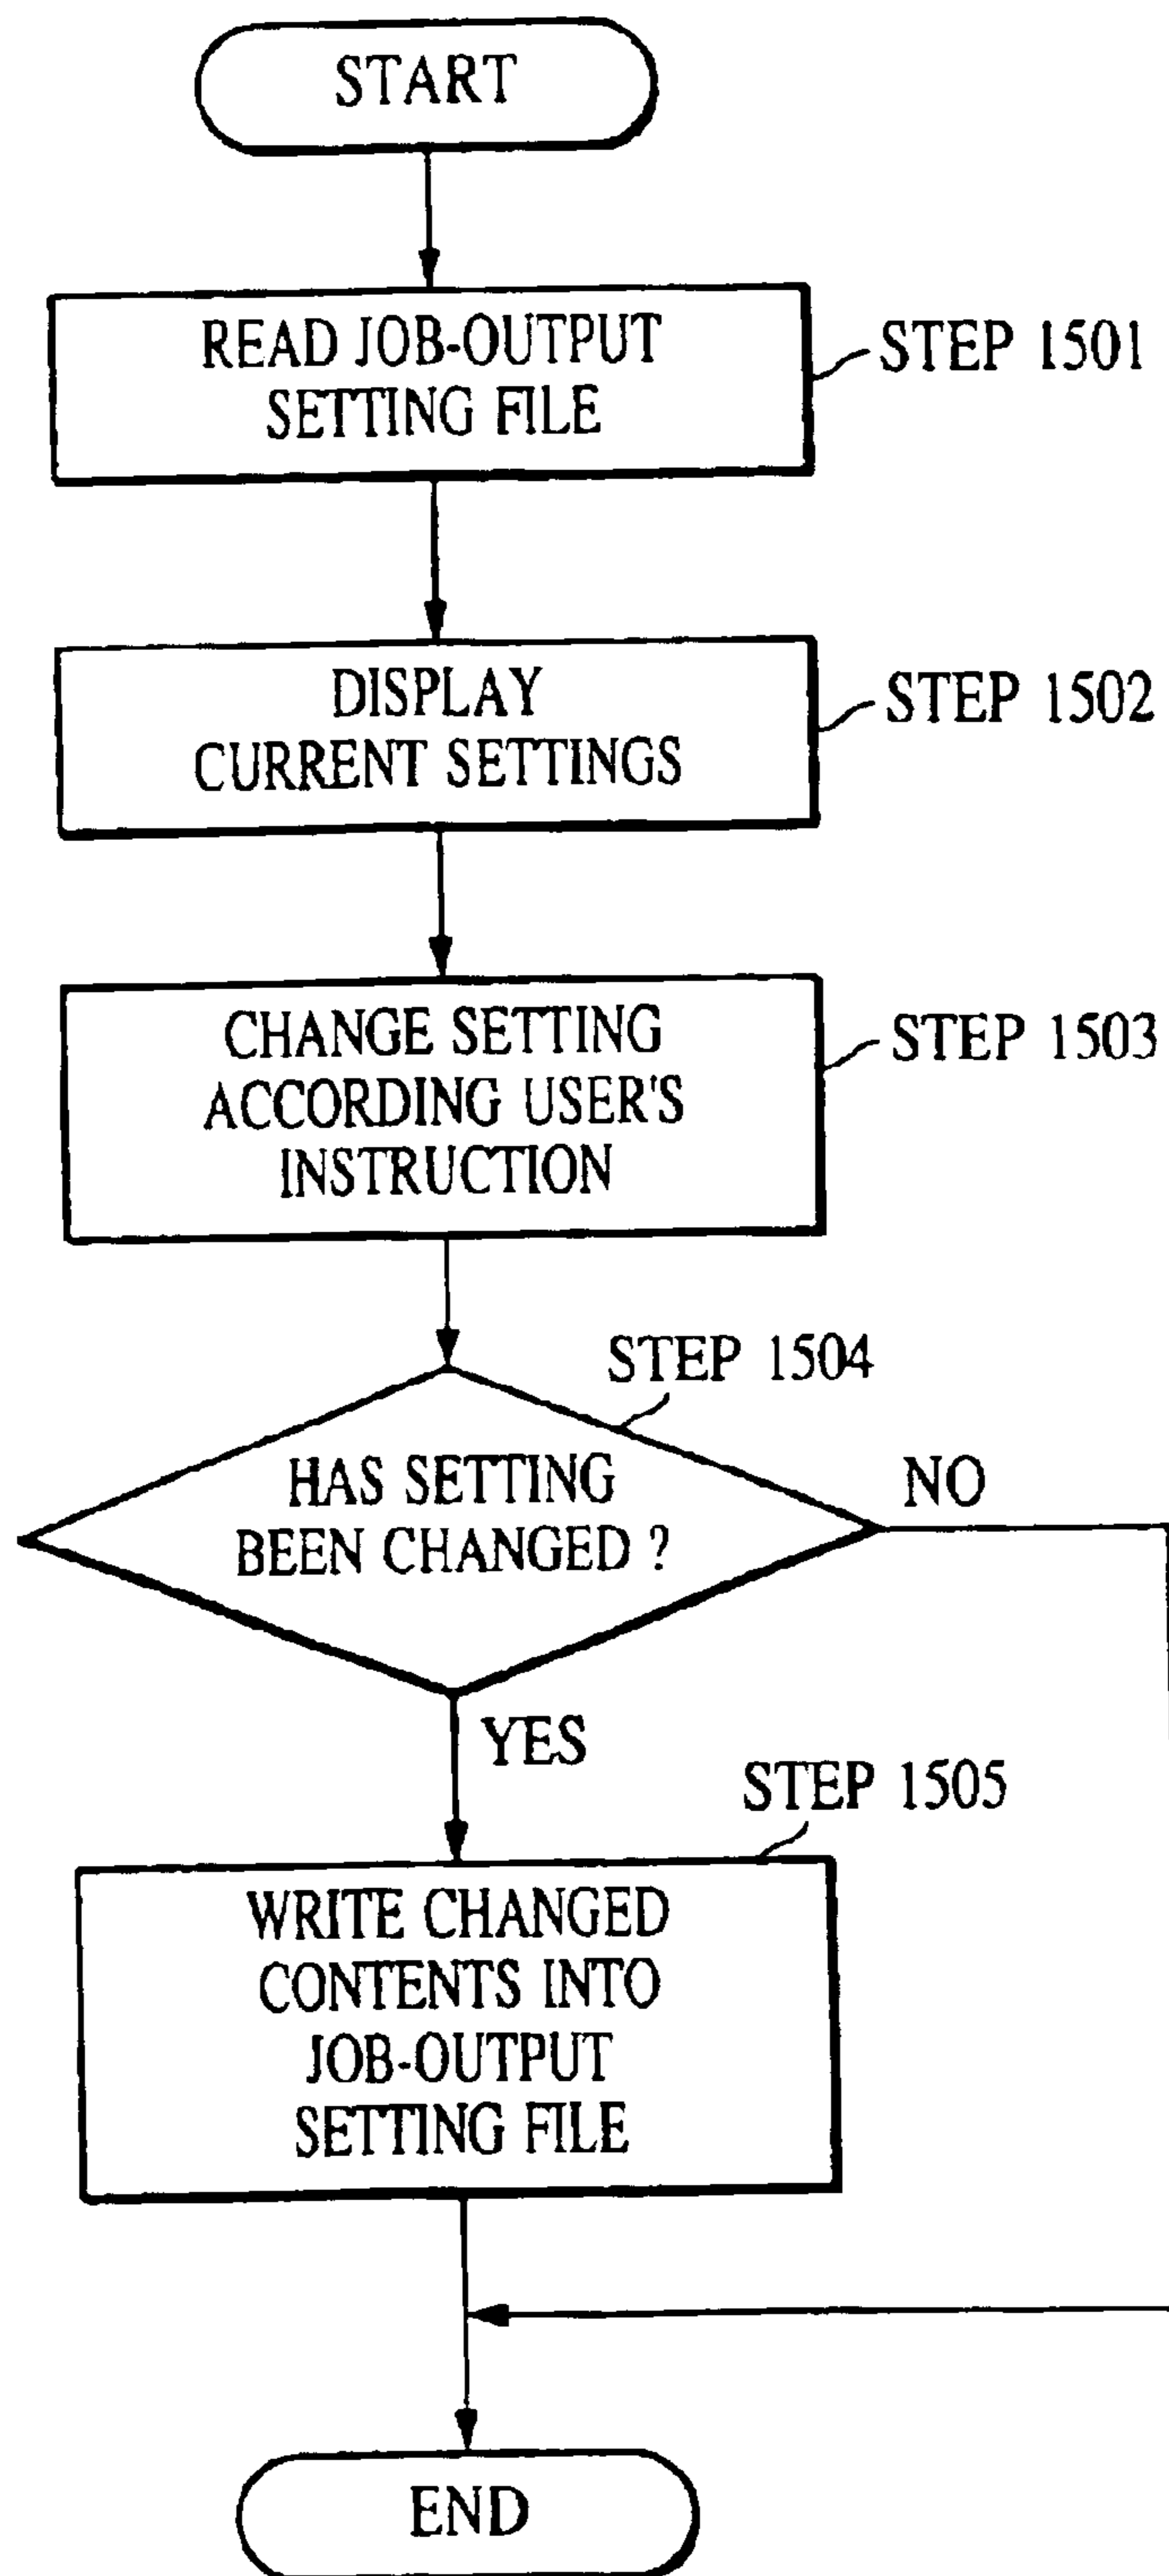 START
READ JOB-OUTPUT
SETTING FILE
STEP 1501
DISPLAY
CURRENT SETTINGS
STEP 1502
CHANGE SETTING
ACCORDING USER'S
INSTRUCTION
STEP 1503
STEP 1504
HAS SETTING
BEEN CHANGED ?
NO
YES
STEP 1505
WRITE CHANGED
CONTENTS INTO
JOB-OUTPUT
SETTING FILE
END